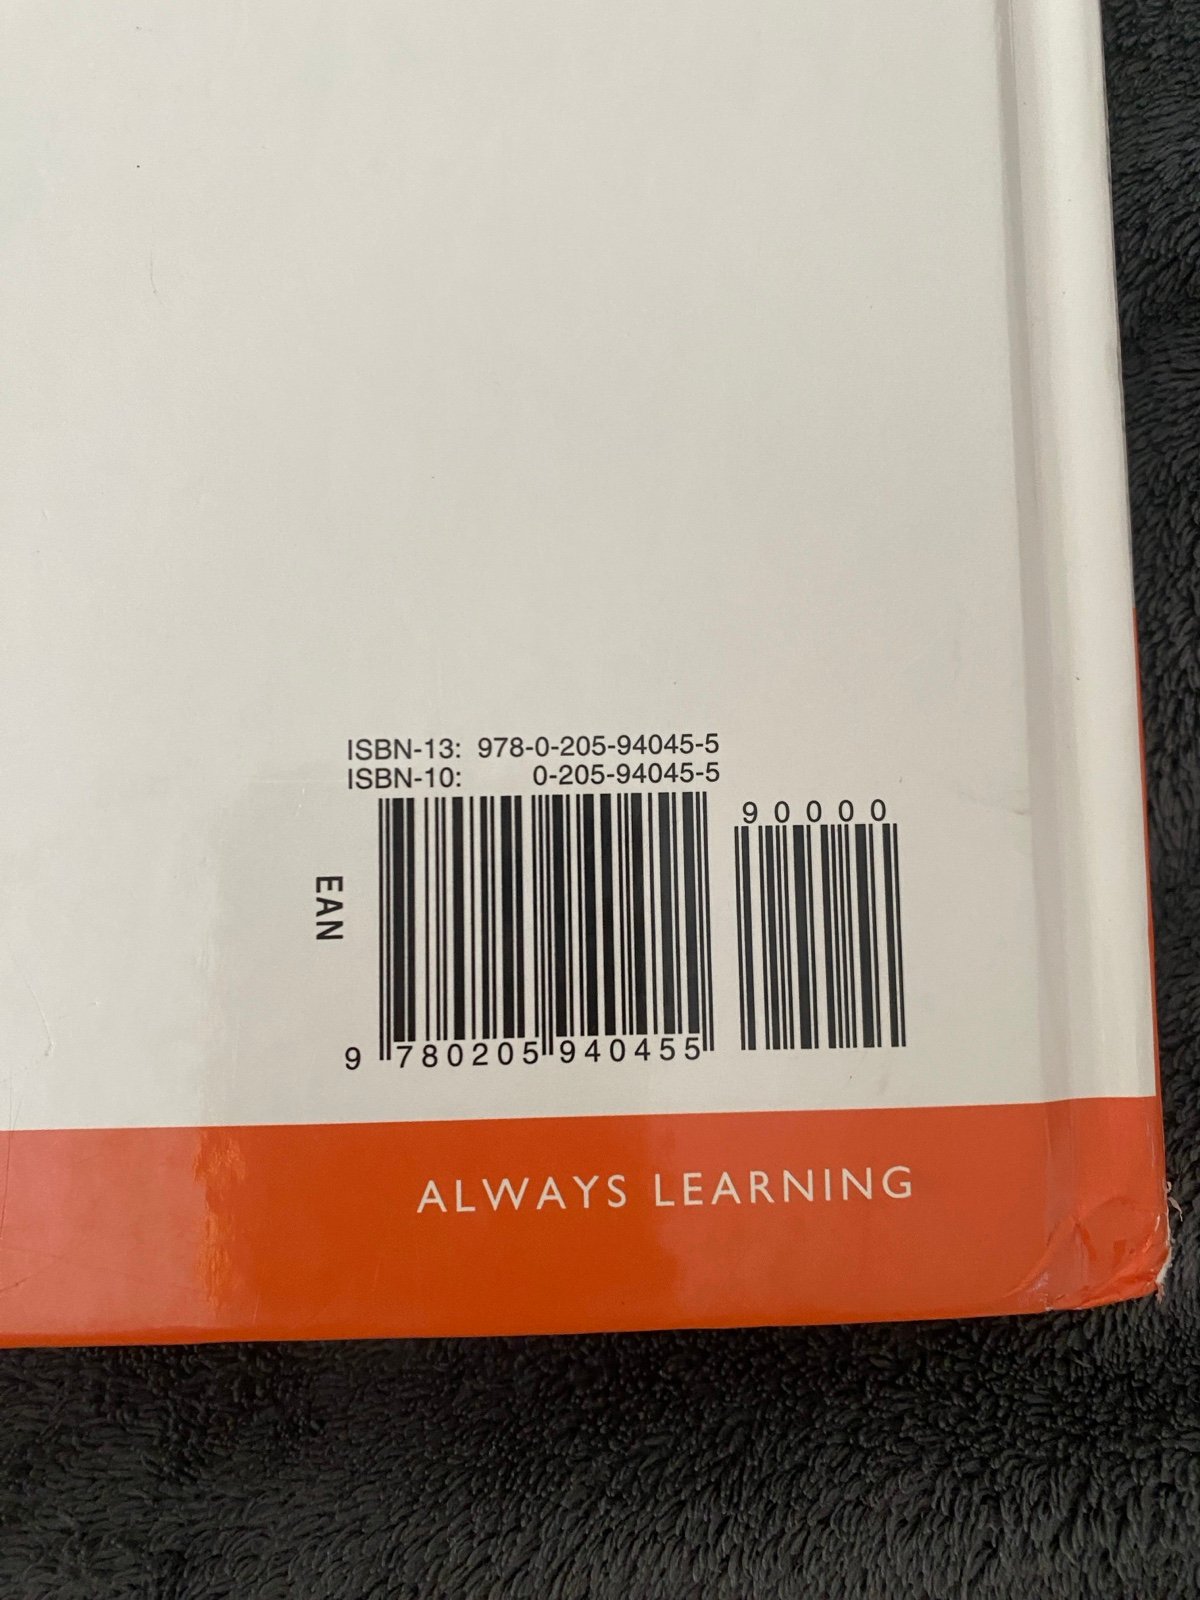 ISBN-13: 978-0-205-94045-5
ISBN-10: 0-205-94045-5
90000
EAN
9 780205 940455
ALWAYS LEARNING